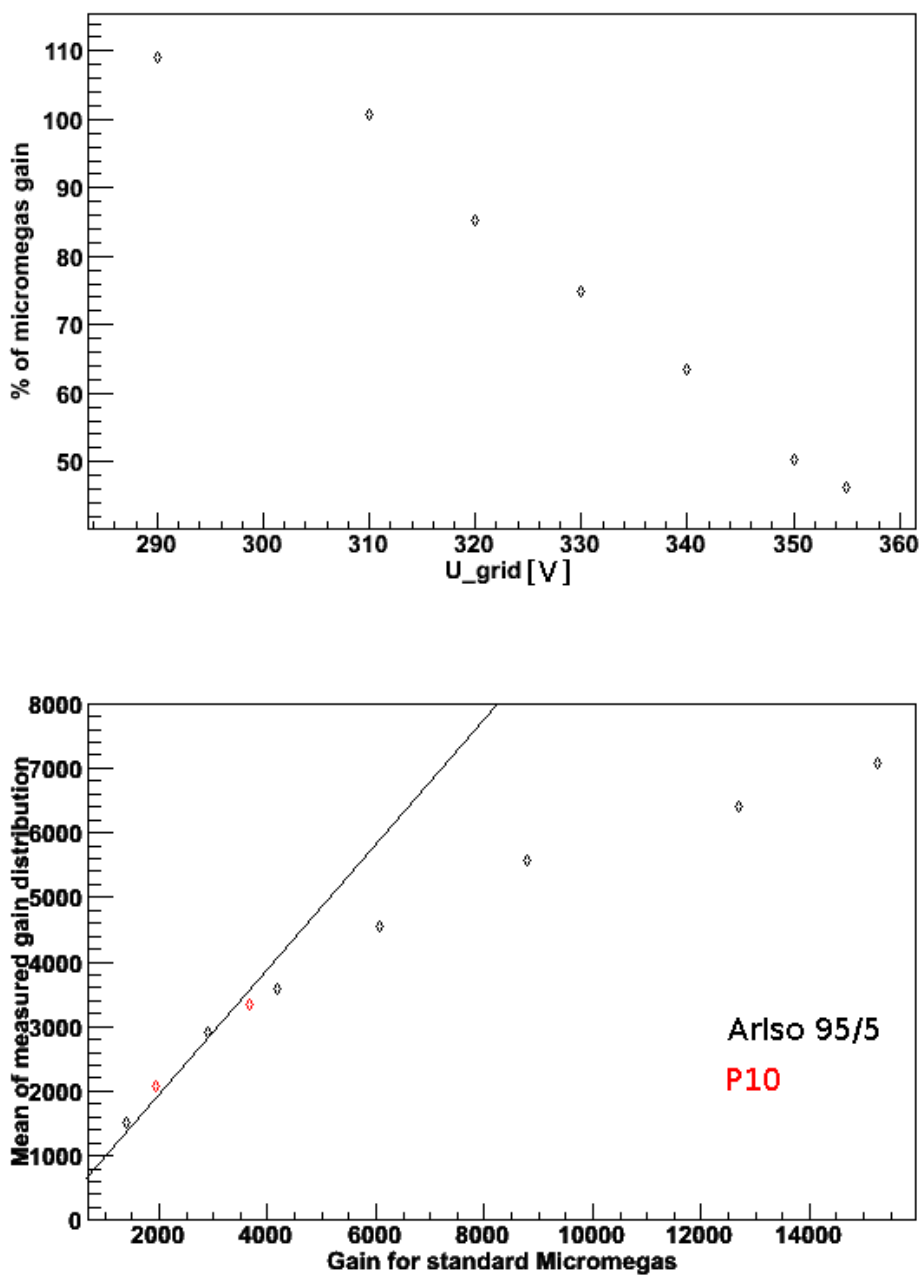 % of micromegas gain
110
100
90
80
70
60
50
290 300 310 320 330 340 350 360
U_grid [V]
Mean of measured gain distribution
8000
7000
6000
5000
4000
3000
2000
1000
0
ArIso 95/5
P10
2000 4000 6000 8000 10000 12000 14000
Gain for standard Micromegas